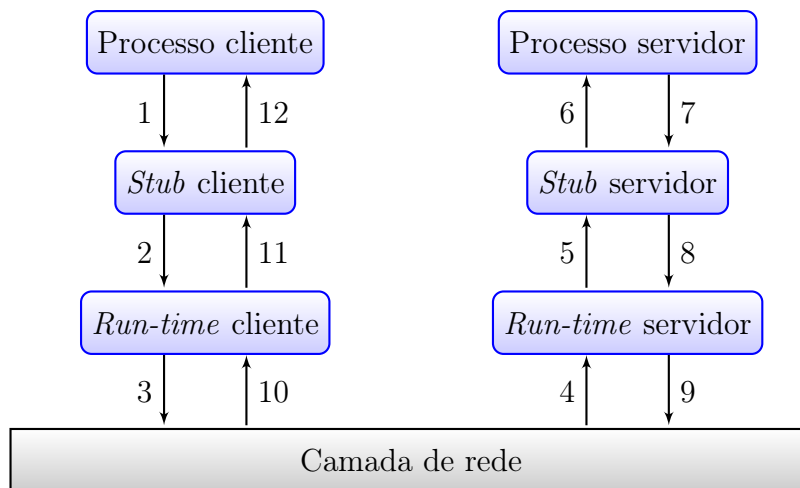 Processo cliente
Processo servidor
1
12
6
7
Stub cliente
Stub servidor
2
11
5
8
Run-time cliente
Run-time servidor
3
10
4
9
Camada de rede